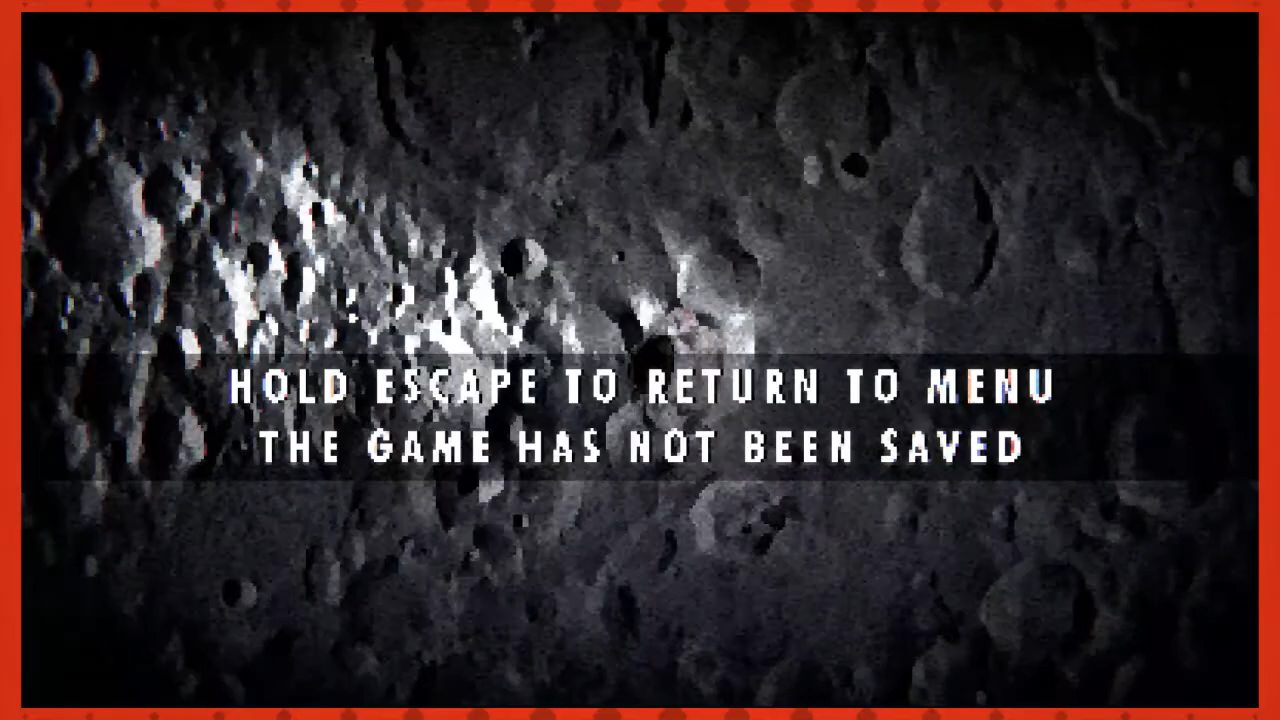 HOLD ESCAPE TO RETURN TO MENU
THE GAME HAS NOT BEEN SAVED